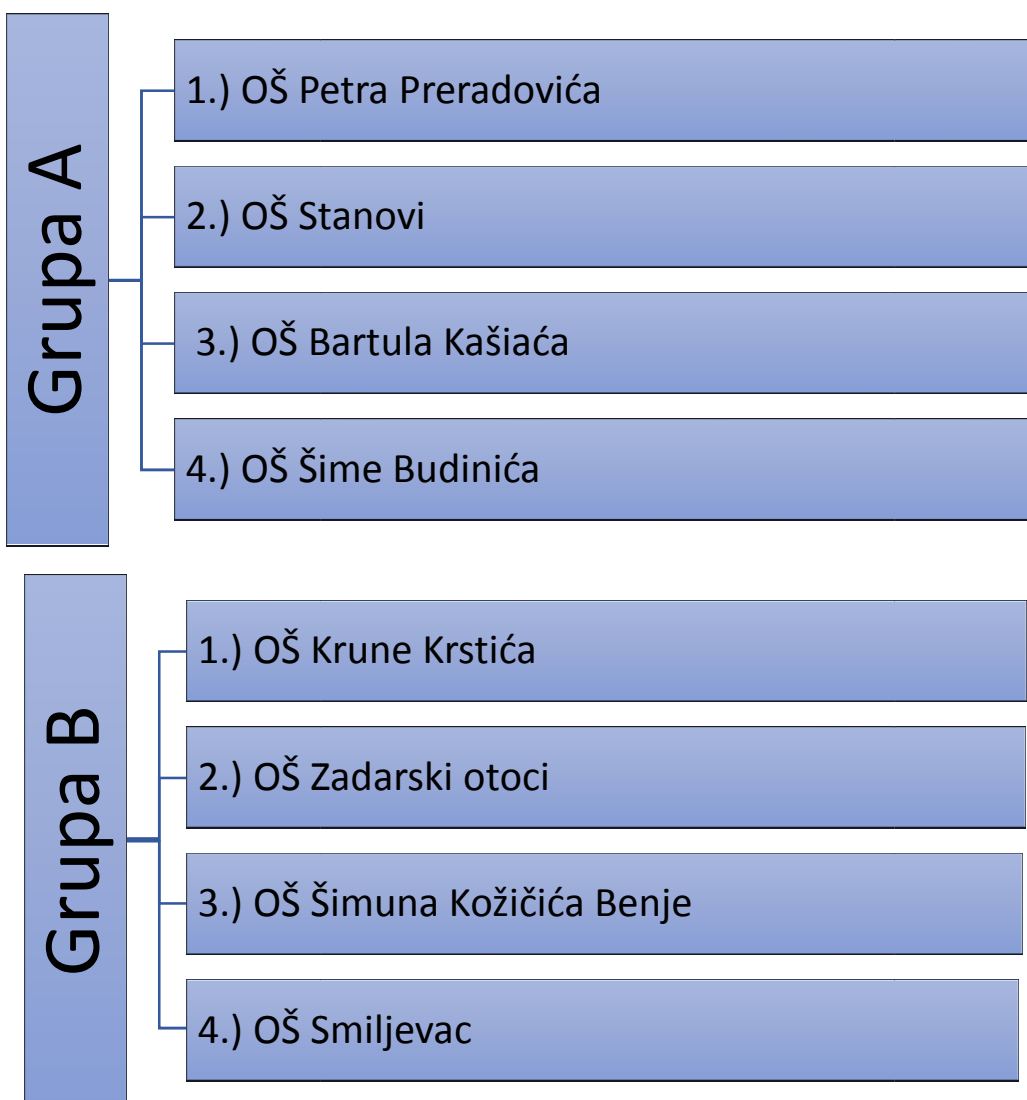 Grupa A
1.) OŠ Petra Preradovića
2.) OŠ Stanovi
3.) OŠ Bartula Kašiaća
4.) OŠ Šime Budinića
Grupa B
1.) OŠ Krune Krstića
2.) OŠ Zadarski otoci
3.) OŠ Šimuna Kožičića Benje
4.) OŠ Smiljevac